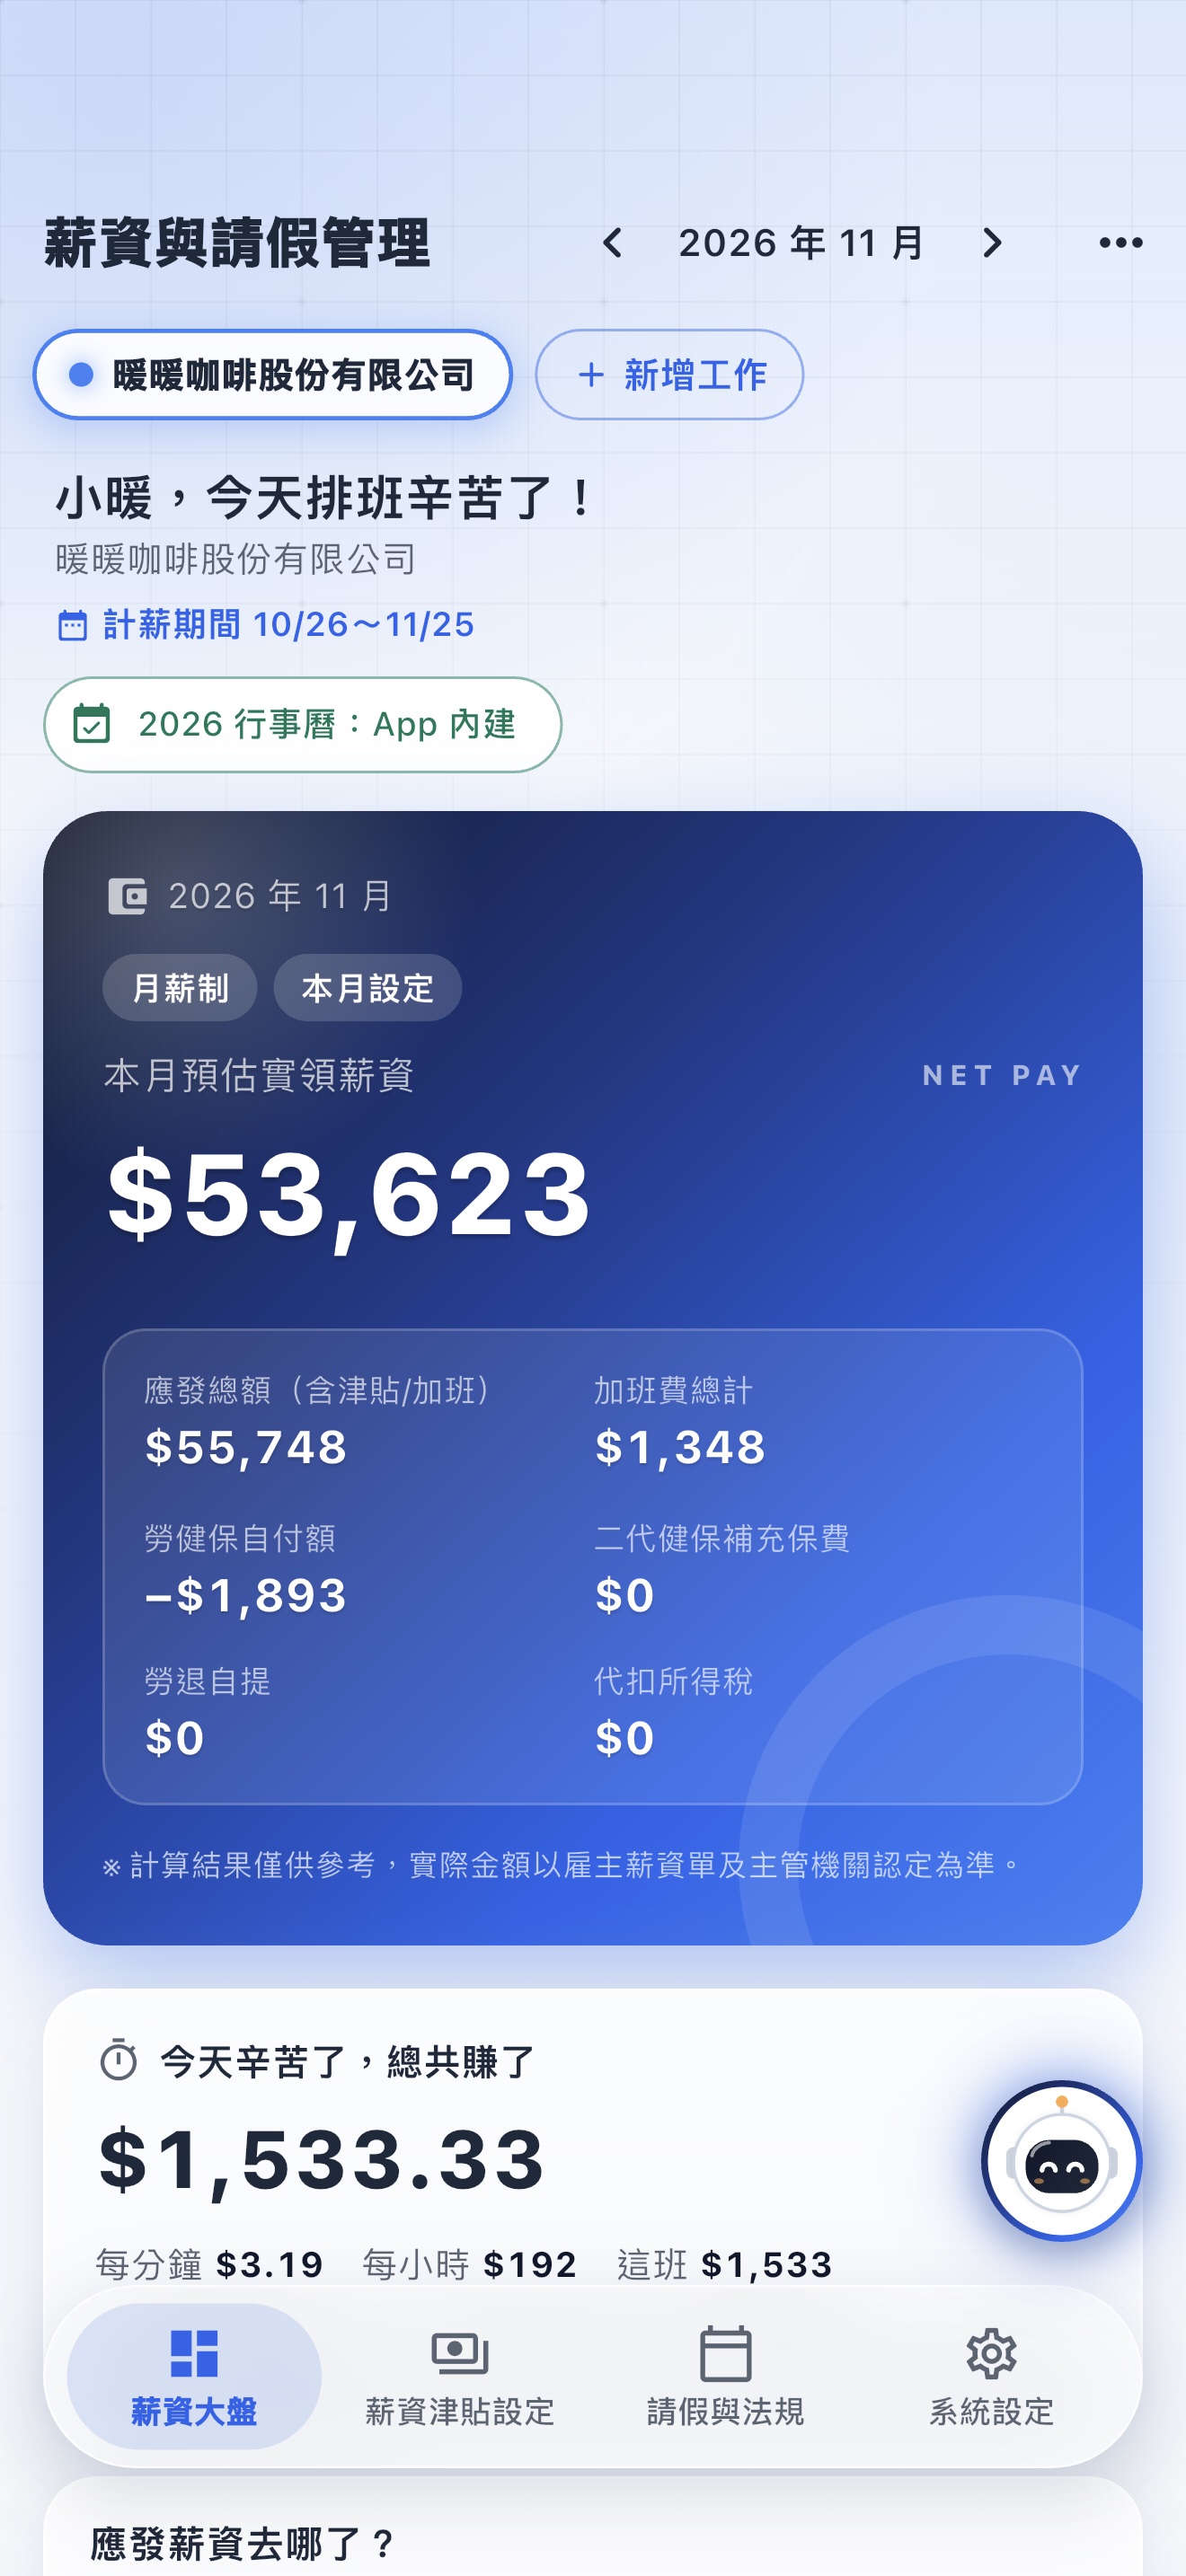 薪資與請假管理
2026 年 11 月
暖暖咖啡股份有限公司
+ 新增工作
小暖，今天排班辛苦了！
暖暖咖啡股份有限公司
計薪期間 10/26～11/25
2026 行事曆：App 內建
2026 年 11 月
月薪制
本月設定
本月預估實領薪資
NET PAY
$53,623
應發總額（含津貼/加班）
加班費總計
$55,748
$1,348
勞健保自付額
二代健保補充保費
–$1,893
$0
勞退自提
代扣所得稅
$0
$0
※ 計算結果僅供參考，實際金額以雇主薪資單及主管機關認定為準。
今天辛苦了，總共賺了
$1,533.33
每分鐘 $3.19 每小時 $192 這班 $1,533
薪資大盤
薪資津貼設定
請假與法規
系統設定
應發薪資去哪了？